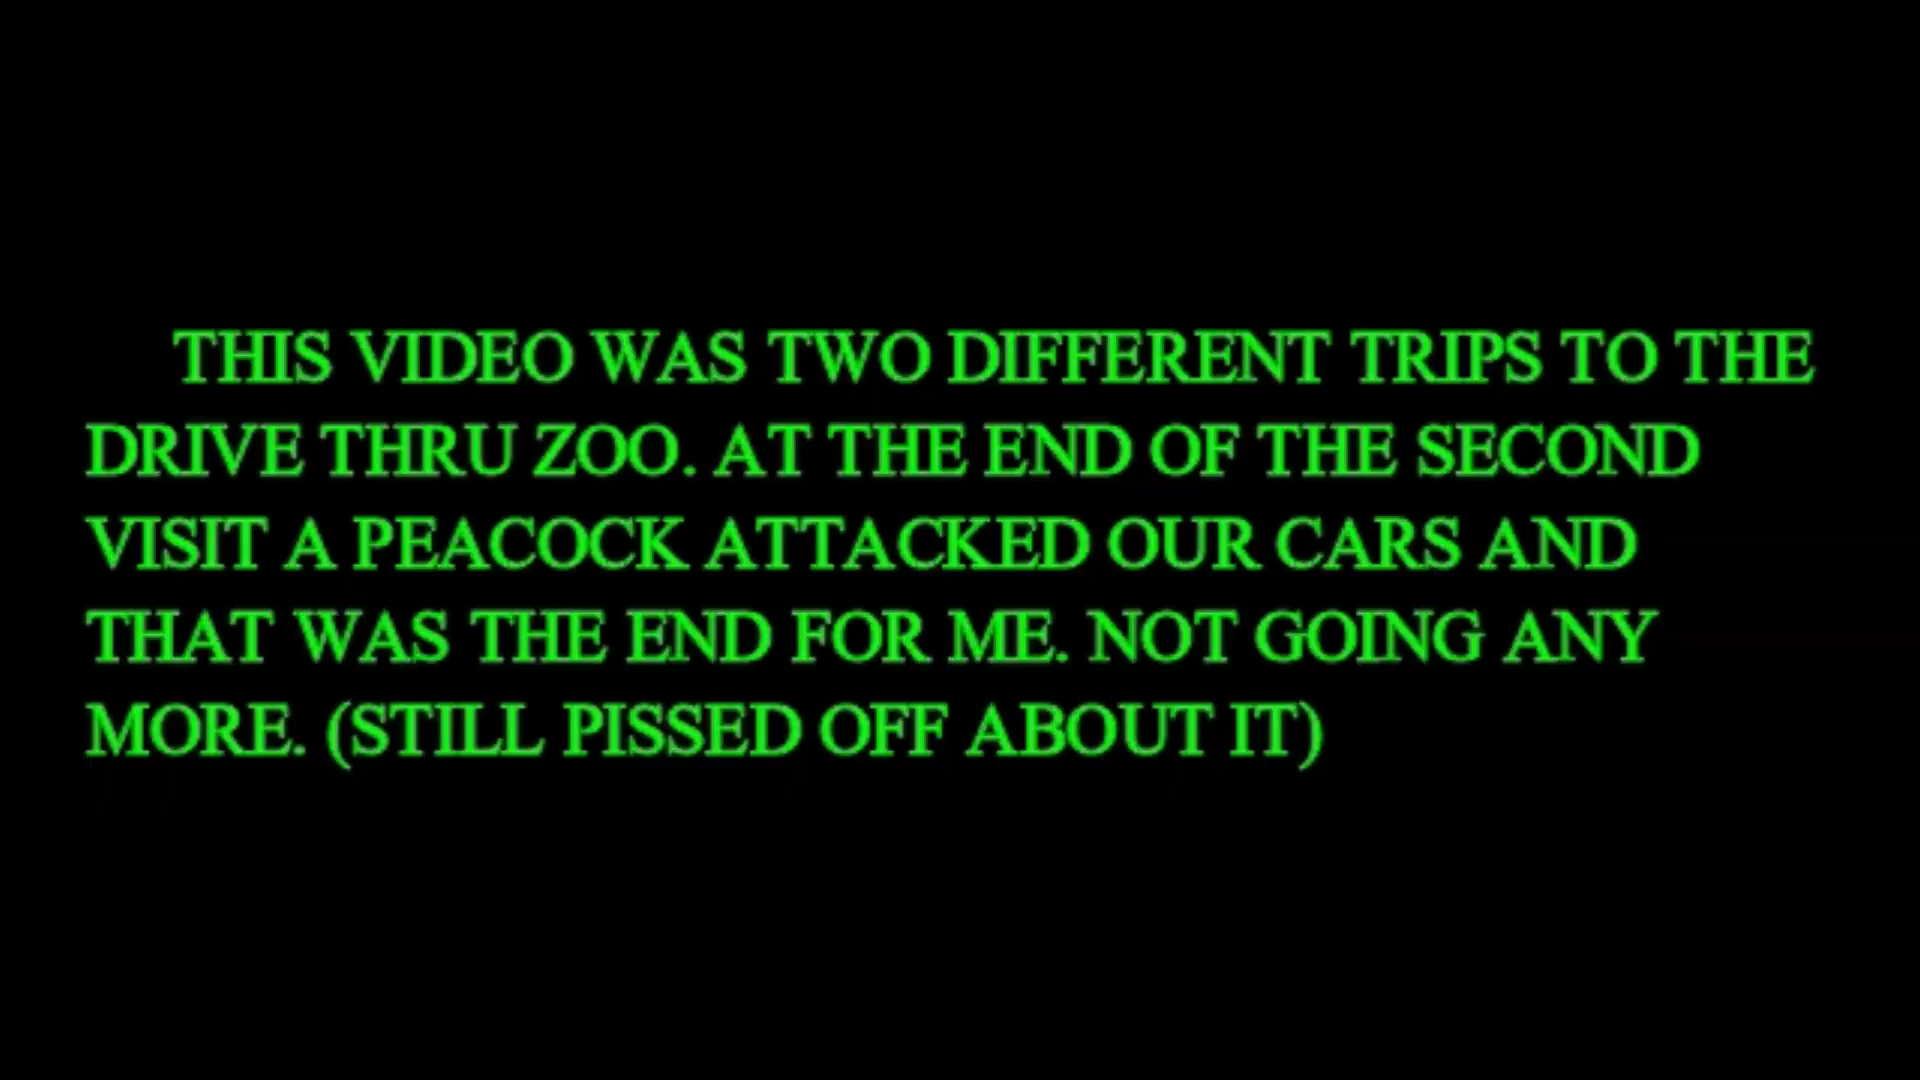 THIS VIDEO WAS TWO DIFFERENT TRIPS TO THE
DRIVE THRU ZOO. AT THE END OF THE SECOND
VISIT A PEACOCK ATTACKED OUR CARS AND
THAT WAS THE END FOR ME. NOT GOING ANY
MORE. (STILL PISSED OFF ABOUT IT)